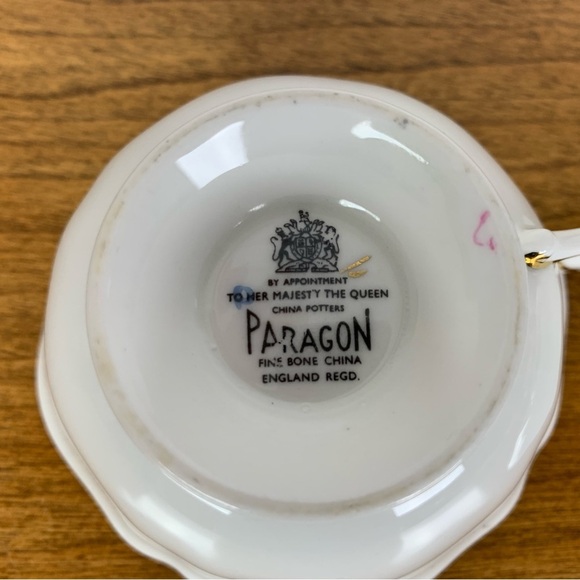 BY APPOINTMENT
TO HER MAJESTY THE QUEEN
CHINA POTTERS
PARAGON
FINE BONE CHINA
ENGLAND REGD.